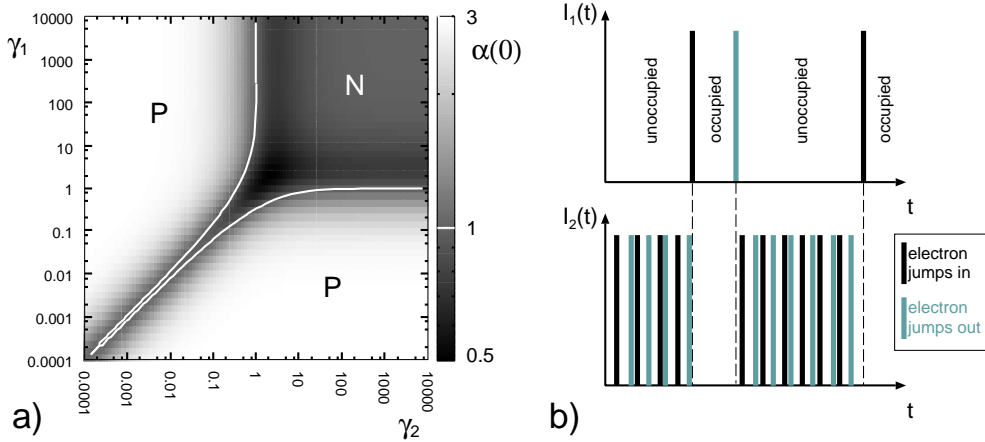 10000
γ1
1000
100
10
1
0.1
0.01
0.001
0.0001
P
N
P
0.0001
0.001
0.01
0.1
1
10
100
1000
10000
γ2
3
α(0)
1
0.5
a)
I1(t)
unoccupied
occupied
unoccupied
occupied
t
I2(t)
electron
jumps in
electron
jumps out
t
b)